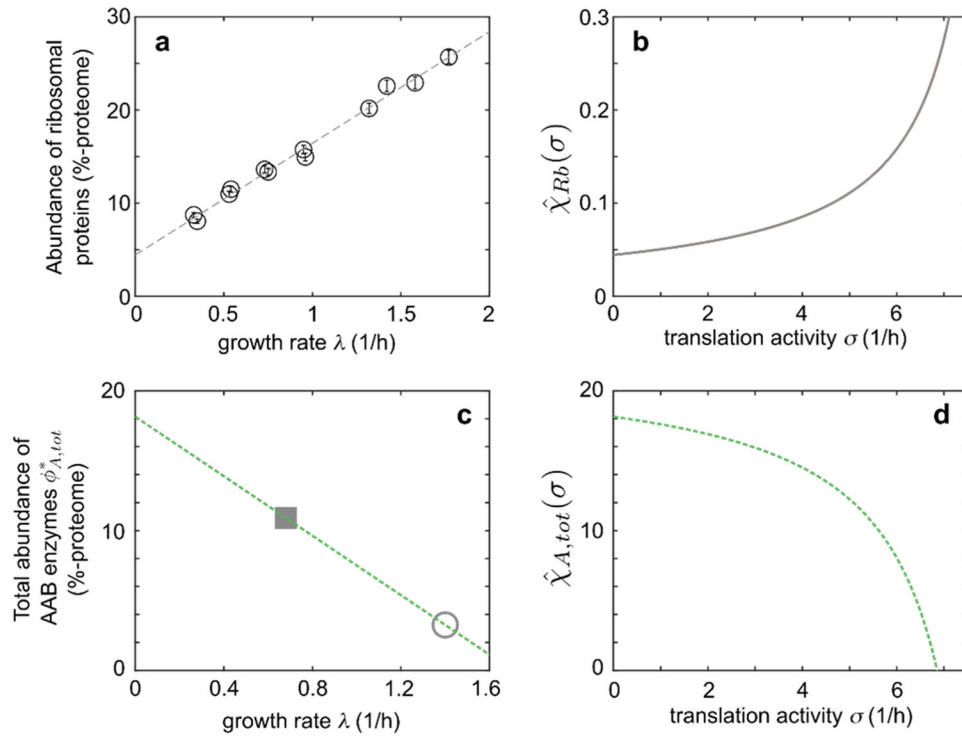 a
Abundance of ribosomal
proteins (%-proteome)
30
20
10
0
0 0.5 1 1.5 2
growth rate λ (1/h)
b
χ̂_Rb(σ)
0.3
0.2
0.1
0
0 2 4 6
translation activity σ (1/h)
c
Total abundance of
AAB enzymes ϕ*_A,tot
(%-proteome)
20
10
0
0 0.4 0.8 1.2 1.6
growth rate λ (1/h)
d
χ̂_A,tot(σ)
20
10
0
0 2 4 6
translation activity σ (1/h)